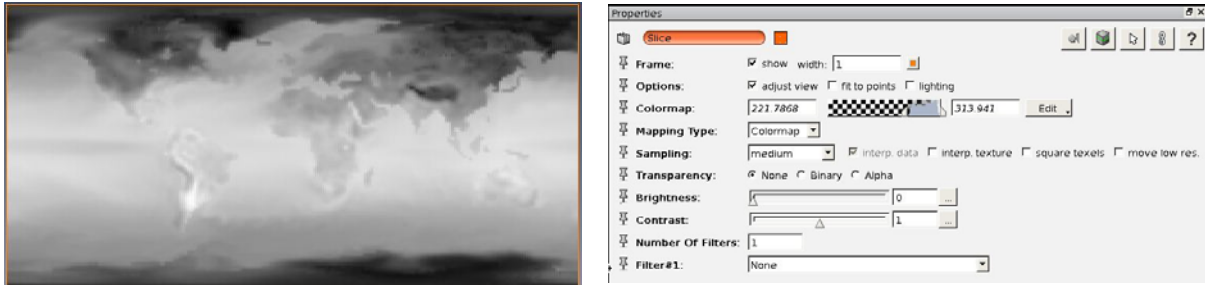 Properties
Slice
Frame: show width: 1
Options: adjust view fit to points lighting
Colormap: 221.7868 313.941 Edit
Mapping Type: Colormap
Sampling: medium interp. data interp. texture square texels move low res.
Transparency: None Binary Alpha
Brightness: 0 ...
Contrast: 1 ...
Number Of Filters: 1
Filter#1: None